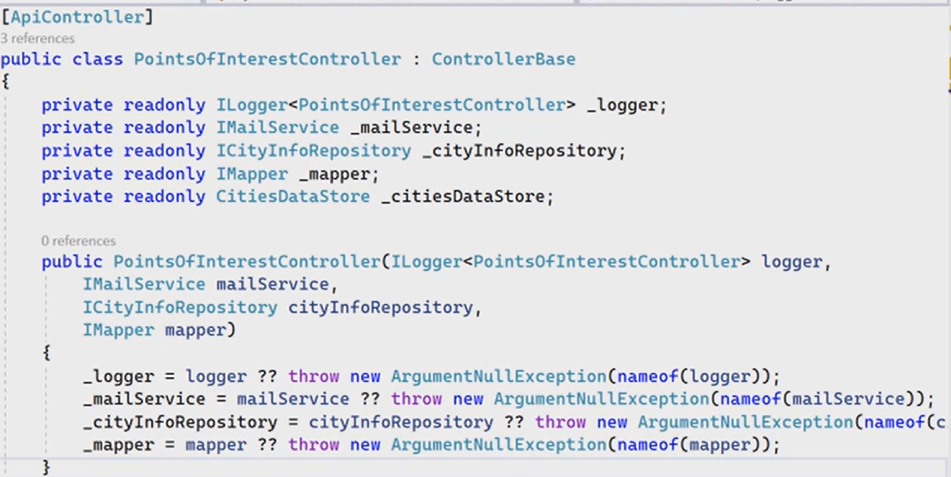 [ApiController]
3 references
public class PointsOfInterestController : ControllerBase
{
private readonly ILogger<PointsOfInterestController> _logger;
private readonly IMailService _mailService;
private readonly ICityInfoRepository _cityInfoRepository;
private readonly IMapper _mapper;
private readonly CitiesDataStore _citiesDataStore;
0 references
public PointsOfInterestController(ILogger<PointsOfInterestController> logger,
IMailService mailService,
ICityInfoRepository cityInfoRepository,
IMapper mapper)
{
_logger = logger ?? throw new ArgumentNullException(nameof(logger));
_mailService = mailService ?? throw new ArgumentNullException(nameof(mailService));
_cityInfoRepository = cityInfoRepository ?? throw new ArgumentNullException(nameof(c
_mapper = mapper ?? throw new ArgumentNullException(nameof(mapper));
}